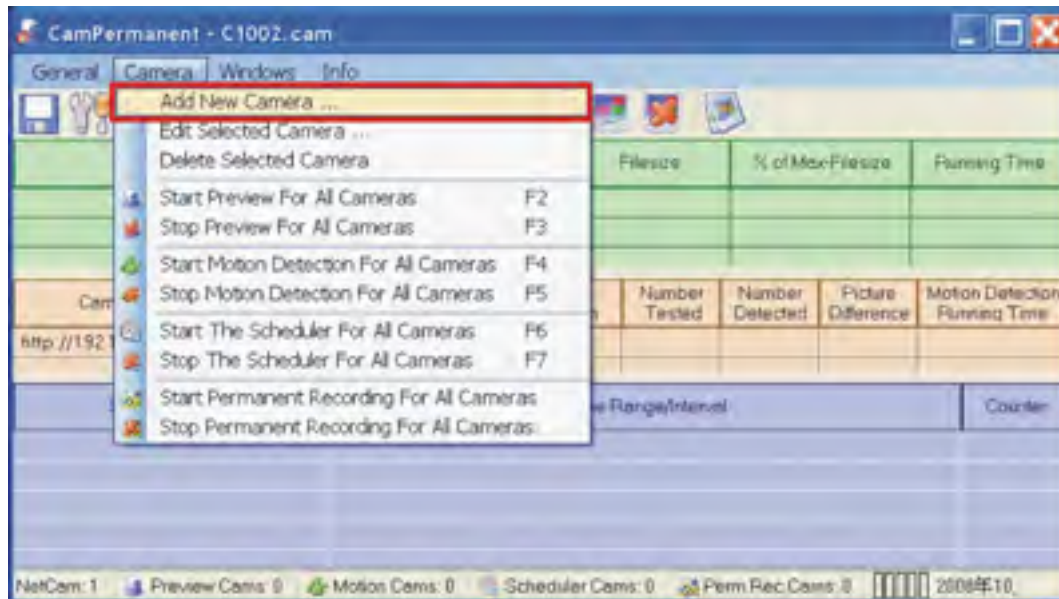 CamPermanent - C1002.cam
General Camera Windows Info
Add New Camera ...
Edit Selected Camera ...
Delete Selected Camera
Start Preview For All Cameras F2
Stop Preview For All Cameras F3
Start Motion Detection For All Cameras F4
Stop Motion Detection For All Cameras F5
Start The Scheduler For All Cameras F6
Stop The Scheduler For All Cameras F7
Start Permanent Recording For All Cameras
Stop Permanent Recording For All Cameras
Filesize % of Max-Filesize Running Time
Cam
Number Tested Number Detected Picture Difference Motion Detection Running Time
http://192.1
Range/Interval Counter
NetCam: 1 Preview Cams: 0 Motion Cams: 0 Scheduler Cams: 0 Perm.Rec.Cams: 0 2008年10